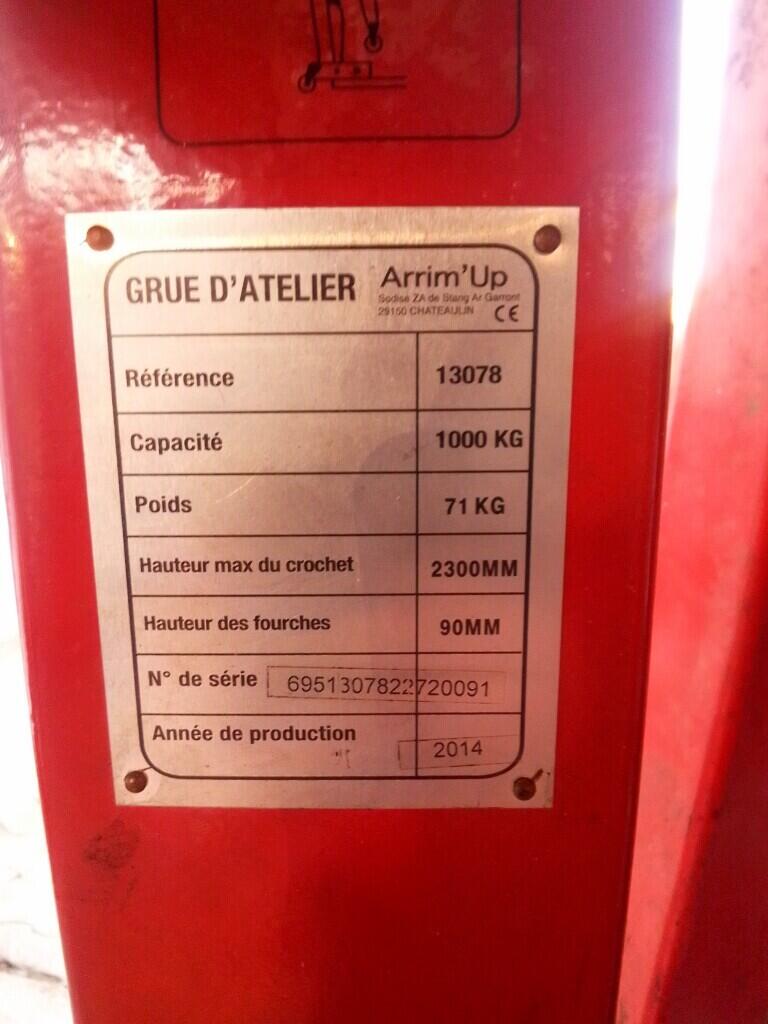 GRUE D'ATELIER Arrim'Up
Sodise ZA de Stang Ar Garront
29150 CHATEAULIN CE
Référence 13078
Capacité 1000 KG
Poids 71 KG
Hauteur max du crochet 2300MM
Hauteur des fourches 90MM
N° de série 6951307822720091
Année de production 2014